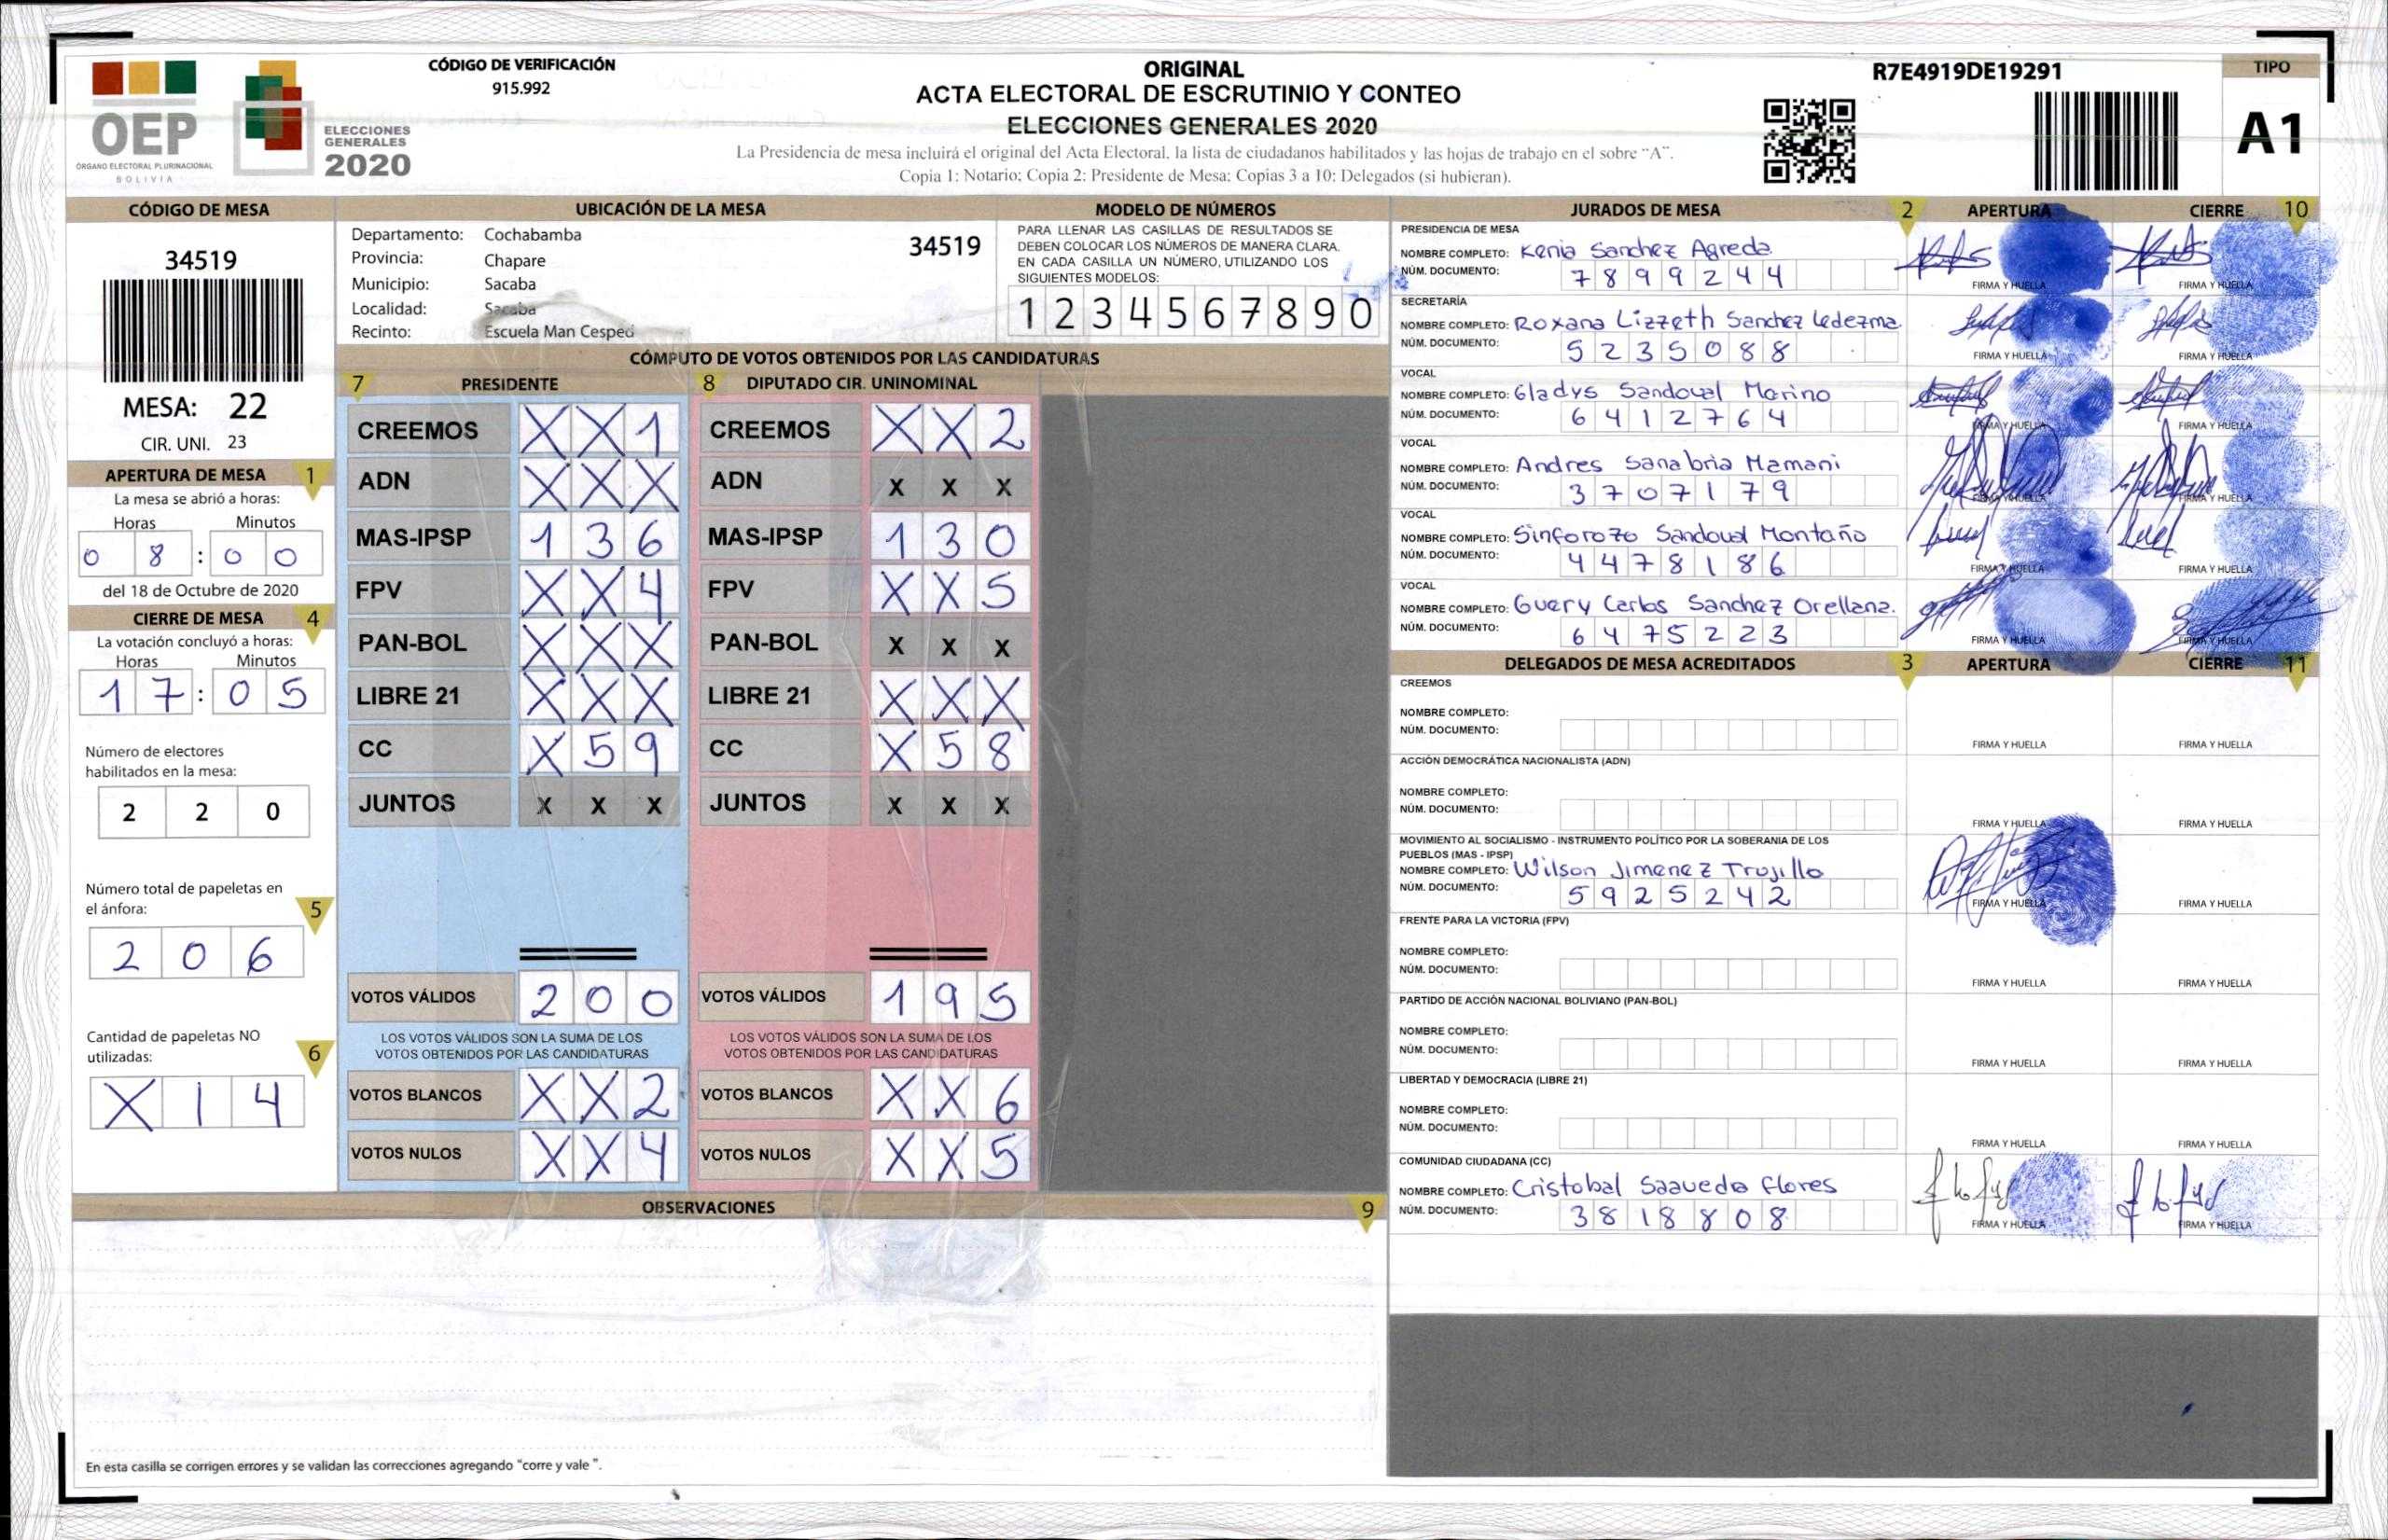 OEP
ÓRGANO ELECTORAL PLURINACIONAL
BOLIVIA
ELECCIONES
GENERALES
2020
CÓDIGO DE VERIFICACIÓN
915.992
ORIGINAL
ACTA ELECTORAL DE ESCRUTINIO Y CONTEO
ELECCIONES GENERALES 2020
La Presidencia de mesa incluirá el original del Acta Electoral, la lista de ciudadanos habilitados y las hojas de trabajo en el sobre “A”.
Copia 1: Notario; Copia 2: Presidente de Mesa; Copias 3 a 10: Delegados (si hubieran).
R7E4919DE19291
TIPO
A1
CÓDIGO DE MESA
34519
MESA: 22
CIR. UNI. 23
APERTURA DE MESA 1
La mesa se abrió a horas:
Horas Minutos
0 8 : 0 0
del 18 de Octubre de 2020
CIERRE DE MESA 4
La votación concluyó a horas:
Horas Minutos
1 7 : 0 5
Número de electores
habilitados en la mesa:
2 2 0
Número total de papeletas en
el ánfora: 5
2 0 6
Cantidad de papeletas NO
utilizadas: 6
X 1 4
UBICACIÓN DE LA MESA
Departamento: Cochabamba
34519
Provincia: Chapare
Municipio: Sacaba
Localidad: Sacaba
Recinto: Escuela Man Cesped
MODELO DE NÚMEROS
PARA LLENAR LAS CASILLAS DE RESULTADOS SE
DEBEN COLOCAR LOS NÚMEROS DE MANERA CLARA.
EN CADA CASILLA UN NÚMERO, UTILIZANDO LOS
SIGUIENTES MODELOS:
1 2 3 4 5 6 7 8 9 0
CÓMPUTO DE VOTOS OBTENIDOS POR LAS CANDIDATURAS
7 PRESIDENTE
CREEMOS X X 1
ADN X X X
MAS-IPSP 1 3 6
FPV X X 4
PAN-BOL X X X
LIBRE 21 X X X
CC X 5 9
JUNTOS X X X
VOTOS VÁLIDOS 2 0 0
LOS VOTOS VÁLIDOS SON LA SUMA DE LOS
VOTOS OBTENIDOS POR LAS CANDIDATURAS
VOTOS BLANCOS X X 2
VOTOS NULOS X X 4
8 DIPUTADO CIR. UNINOMINAL
CREEMOS X X 2
ADN X X X
MAS-IPSP 1 3 0
FPV X X 5
PAN-BOL X X X
LIBRE 21 X X X
CC X 5 8
JUNTOS X X X
VOTOS VÁLIDOS 1 9 5
LOS VOTOS VÁLIDOS SON LA SUMA DE LOS
VOTOS OBTENIDOS POR LAS CANDIDATURAS
VOTOS BLANCOS X X 6
VOTOS NULOS X X 5
OBSERVACIONES 9
En esta casilla se corrigen errores y se validan las correcciones agregando “corre y vale ”.
JURADOS DE MESA 2 APERTURA CIERRE 10
PRESIDENCIA DE MESA
NOMBRE COMPLETO: Kenia Sanchez Agreda
NÚM. DOCUMENTO: 7 8 9 9 2 4 4
FIRMA Y HUELLA FIRMA Y HUELLA
SECRETARÍA
NOMBRE COMPLETO: Roxana Lizzeth Sanchez Ledezma.
NÚM. DOCUMENTO: 5 2 3 5 0 8 8
FIRMA Y HUELLA FIRMA Y HUELLA
VOCAL
NOMBRE COMPLETO: Gladys Sandoval Merino
NÚM. DOCUMENTO: 6 4 1 2 7 6 4
FIRMA Y HUELLA FIRMA Y HUELLA
VOCAL
NOMBRE COMPLETO: Andres Sanabria Mamani
NÚM. DOCUMENTO: 3 7 0 7 1 7 9
FIRMA Y HUELLA FIRMA Y HUELLA
VOCAL
NOMBRE COMPLETO: Sinforozo Sandoval Montaño
NÚM. DOCUMENTO: 4 4 7 8 1 8 6
FIRMA Y HUELLA FIRMA Y HUELLA
VOCAL
NOMBRE COMPLETO: Guery Carlos Sanchez Orellana.
NÚM. DOCUMENTO: 6 4 7 5 2 2 3
FIRMA Y HUELLA FIRMA Y HUELLA
DELEGADOS DE MESA ACREDITADOS 3 APERTURA CIERRE 11
CREEMOS
NOMBRE COMPLETO:
NÚM. DOCUMENTO:
FIRMA Y HUELLA FIRMA Y HUELLA
ACCIÓN DEMOCRÁTICA NACIONALISTA (ADN)
NOMBRE COMPLETO:
NÚM. DOCUMENTO:
FIRMA Y HUELLA FIRMA Y HUELLA
MOVIMIENTO AL SOCIALISMO - INSTRUMENTO POLÍTICO POR LA SOBERANIA DE LOS
PUEBLOS (MAS - IPSP)
NOMBRE COMPLETO: Wilson Jimenez Trujillo
NÚM. DOCUMENTO: 5 9 2 5 2 4 2
FIRMA Y HUELLA FIRMA Y HUELLA
FRENTE PARA LA VICTORIA (FPV)
NOMBRE COMPLETO:
NÚM. DOCUMENTO:
FIRMA Y HUELLA FIRMA Y HUELLA
PARTIDO DE ACCIÓN NACIONAL BOLIVIANO (PAN-BOL)
NOMBRE COMPLETO:
NÚM. DOCUMENTO:
FIRMA Y HUELLA FIRMA Y HUELLA
LIBERTAD Y DEMOCRACIA (LIBRE 21)
NOMBRE COMPLETO:
NÚM. DOCUMENTO:
FIRMA Y HUELLA FIRMA Y HUELLA
COMUNIDAD CIUDADANA (CC)
NOMBRE COMPLETO: Cristobal Saavedra Flores
NÚM. DOCUMENTO: 3 8 1 8 8 0 8
FIRMA Y HUELLA FIRMA Y HUELLA